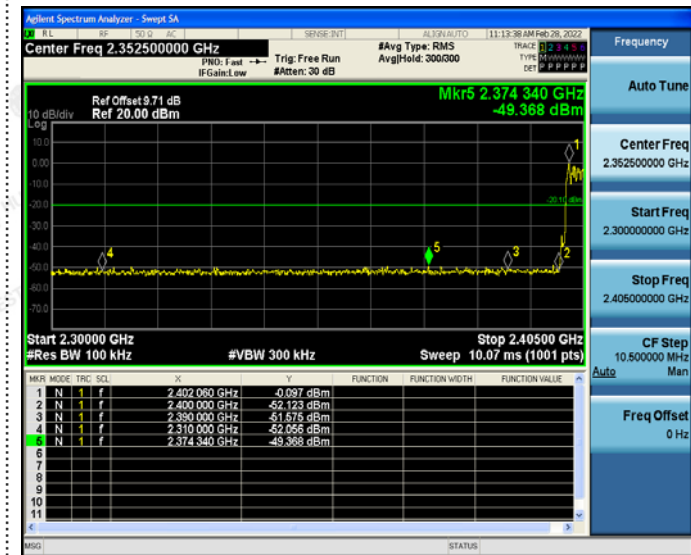 Agilent Spectrum Analyzer - Swept SA
RL RF 50 Ω AC SENSE:INT ALIGN AUTO 11:13:38 AM Feb 28, 2022
Center Freq 2.352500000 GHz
PNO: Fast
IFGain:Low
Trig: Free Run
#Atten: 30 dB
#Avg Type: RMS
Avg|Hold: 300/300
TRACE 1 2 3 4 5 6
TYPE M
DET P P P P P P
Ref Offset 9.71 dB
Ref 20.00 dBm
10 dB/div
Log
Mkr5 2.374 340 GHz
-49.368 dBm
10.0
0.00
-10.0
-20.0
-30.0
-40.0
-50.0
-60.0
-70.0
1
-20.10 dBm
4
5
3
2
Start 2.30000 GHz
Stop 2.40500 GHz
#Res BW 100 kHz
#VBW 300 kHz
Sweep 10.07 ms (1001 pts)
MKR MODE TRC SCL X Y FUNCTION FUNCTION WIDTH FUNCTION VALUE
1 N 1 f 2.402 060 GHz -0.097 dBm
2 N 1 f 2.400 000 GHz -52.123 dBm
3 N 1 f 2.390 000 GHz -51.575 dBm
4 N 1 f 2.310 000 GHz -52.056 dBm
5 N 1 f 2.374 340 GHz -49.368 dBm
6
7
8
9
10
11
MSG
STATUS
Frequency
Auto Tune
Center Freq
2.352500000 GHz
Start Freq
2.300000000 GHz
Stop Freq
2.405000000 GHz
CF Step
10.500000 MHz
Auto Man
Freq Offset
0 Hz